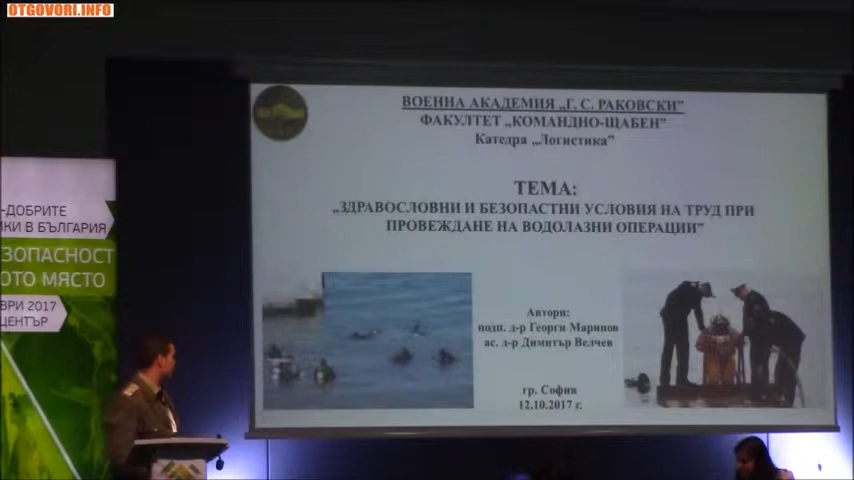 OTGOVORI.INFO
ВОЕННА АКАДЕМИЯ „Г. С. РАКОВСКИ”
ФАКУЛТЕТ „КОМАНДНО-ЩАБЕН”
Катедра „Логистика”
ТЕМА:
„ЗДРАВОСЛОВНИ И БЕЗОПАСТНИ УСЛОВИЯ НА ТРУД ПРИ
ПРОВЕЖДАНЕ НА ВОДОЛАЗНИ ОПЕРАЦИИ”
Автори:
подп. д-р Георги Маринов
ас. д-р Димитър Велчев
гр. София
12.10.2017 г.
-ДОБРИТЕ
КИ В БЪЛГАРИЯ
ЗОПАСНОСТ
ОТО МЯСТО
ВРИ 2017
ЦЕНТЪР